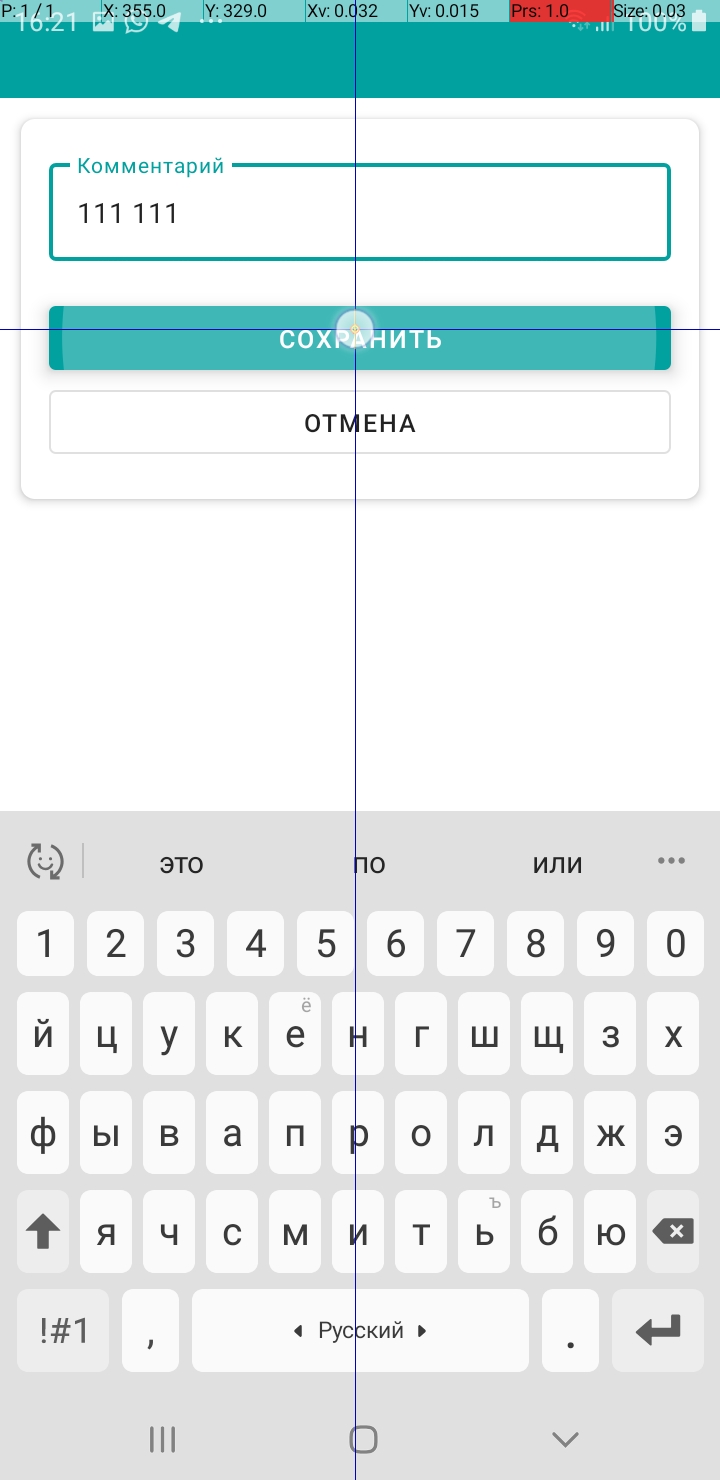 P: 1 / 1 X: 355.0 Y: 329.0 Xv: 0.032 Yv: 0.015 Prs: 1.0 Size: 0.03
16:21 100%
Комментарий
111 111
СОХРАНИТЬ
ОТМЕНА
это по или
1 2 3 4 5 6 7 8 9 0
ё
й ц у к е н г ш щ з х
ф ы в а п р о л д ж э
ъ
я ч с м и т ь б ю
!#1 , Русский .